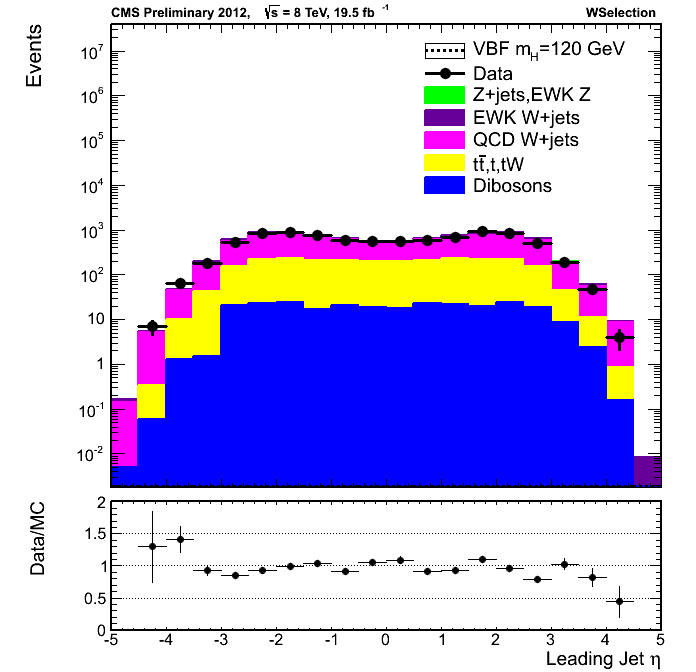 CMS Preliminary 2012, √s = 8 TeV, 19.5 fb⁻¹ WSelection
Events
10⁷
10⁶
10⁵
10⁴
10³
10²
10
1
10⁻¹
10⁻²
VBF m_H=120 GeV
Data
Z+jets,EWK Z
EWK W+jets
QCD W+jets
tt̄,t,tW
Dibosons
Data/MC
2
1.5
1
0.5
0
-5 -4 -3 -2 -1 0 1 2 3 4 5
Leading Jet η